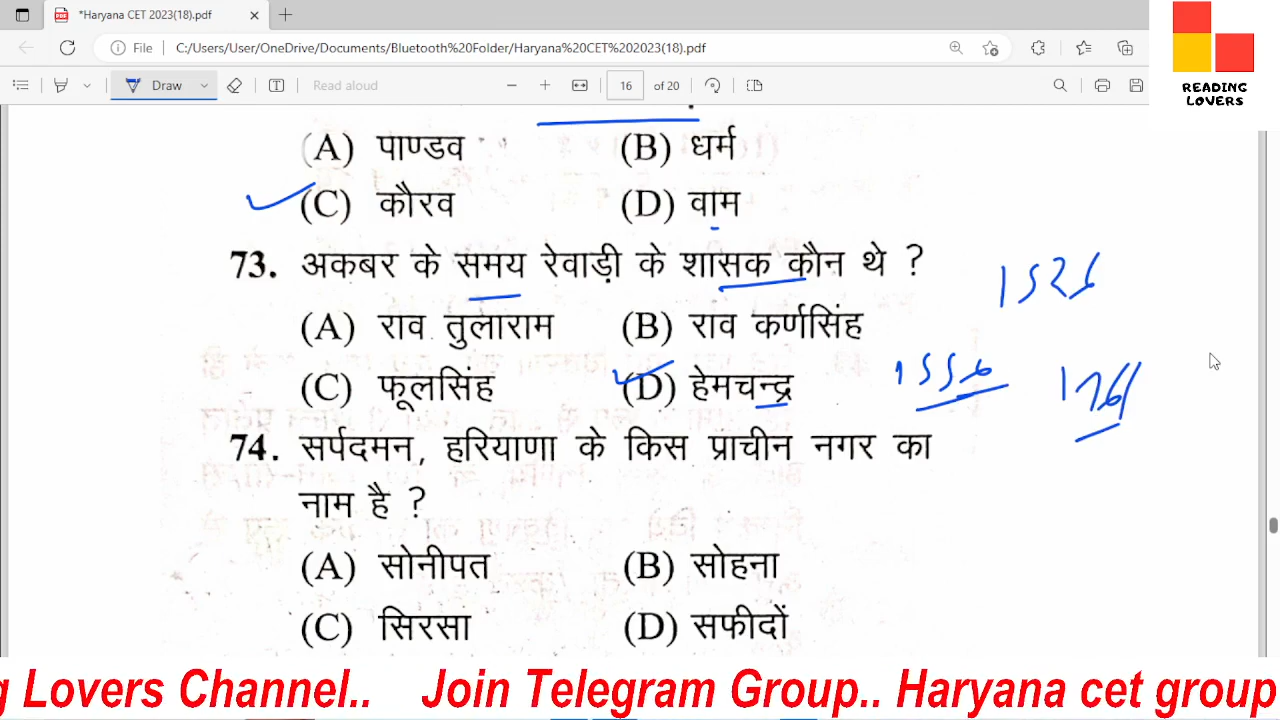 *Haryana CET 2023(18).pdf
File C:/Users/User/OneDrive/Documents/Bluetooth%20Folder/Haryana%20CET%202023(18).pdf
Draw Read aloud 16 of 20
READING
LOVERS
(A) पाण्डव (B) धर्म
(C) कौरव (D) वाम
73. अकबर के समय रेवाड़ी के शासक कौन थे ?
1526
(A) राव तुलाराम (B) राव कर्णसिंह
(C) फूलसिंह (D) हेमचन्द्र 1556 1761
74. सर्पदमन, हरियाणा के किस प्राचीन नगर का
नाम है ?
(A) सोनीपत (B) सोहना
(C) सिरसा (D) सफीदों
g Lovers Channel.. Join Telegram Group.. Haryana cet group